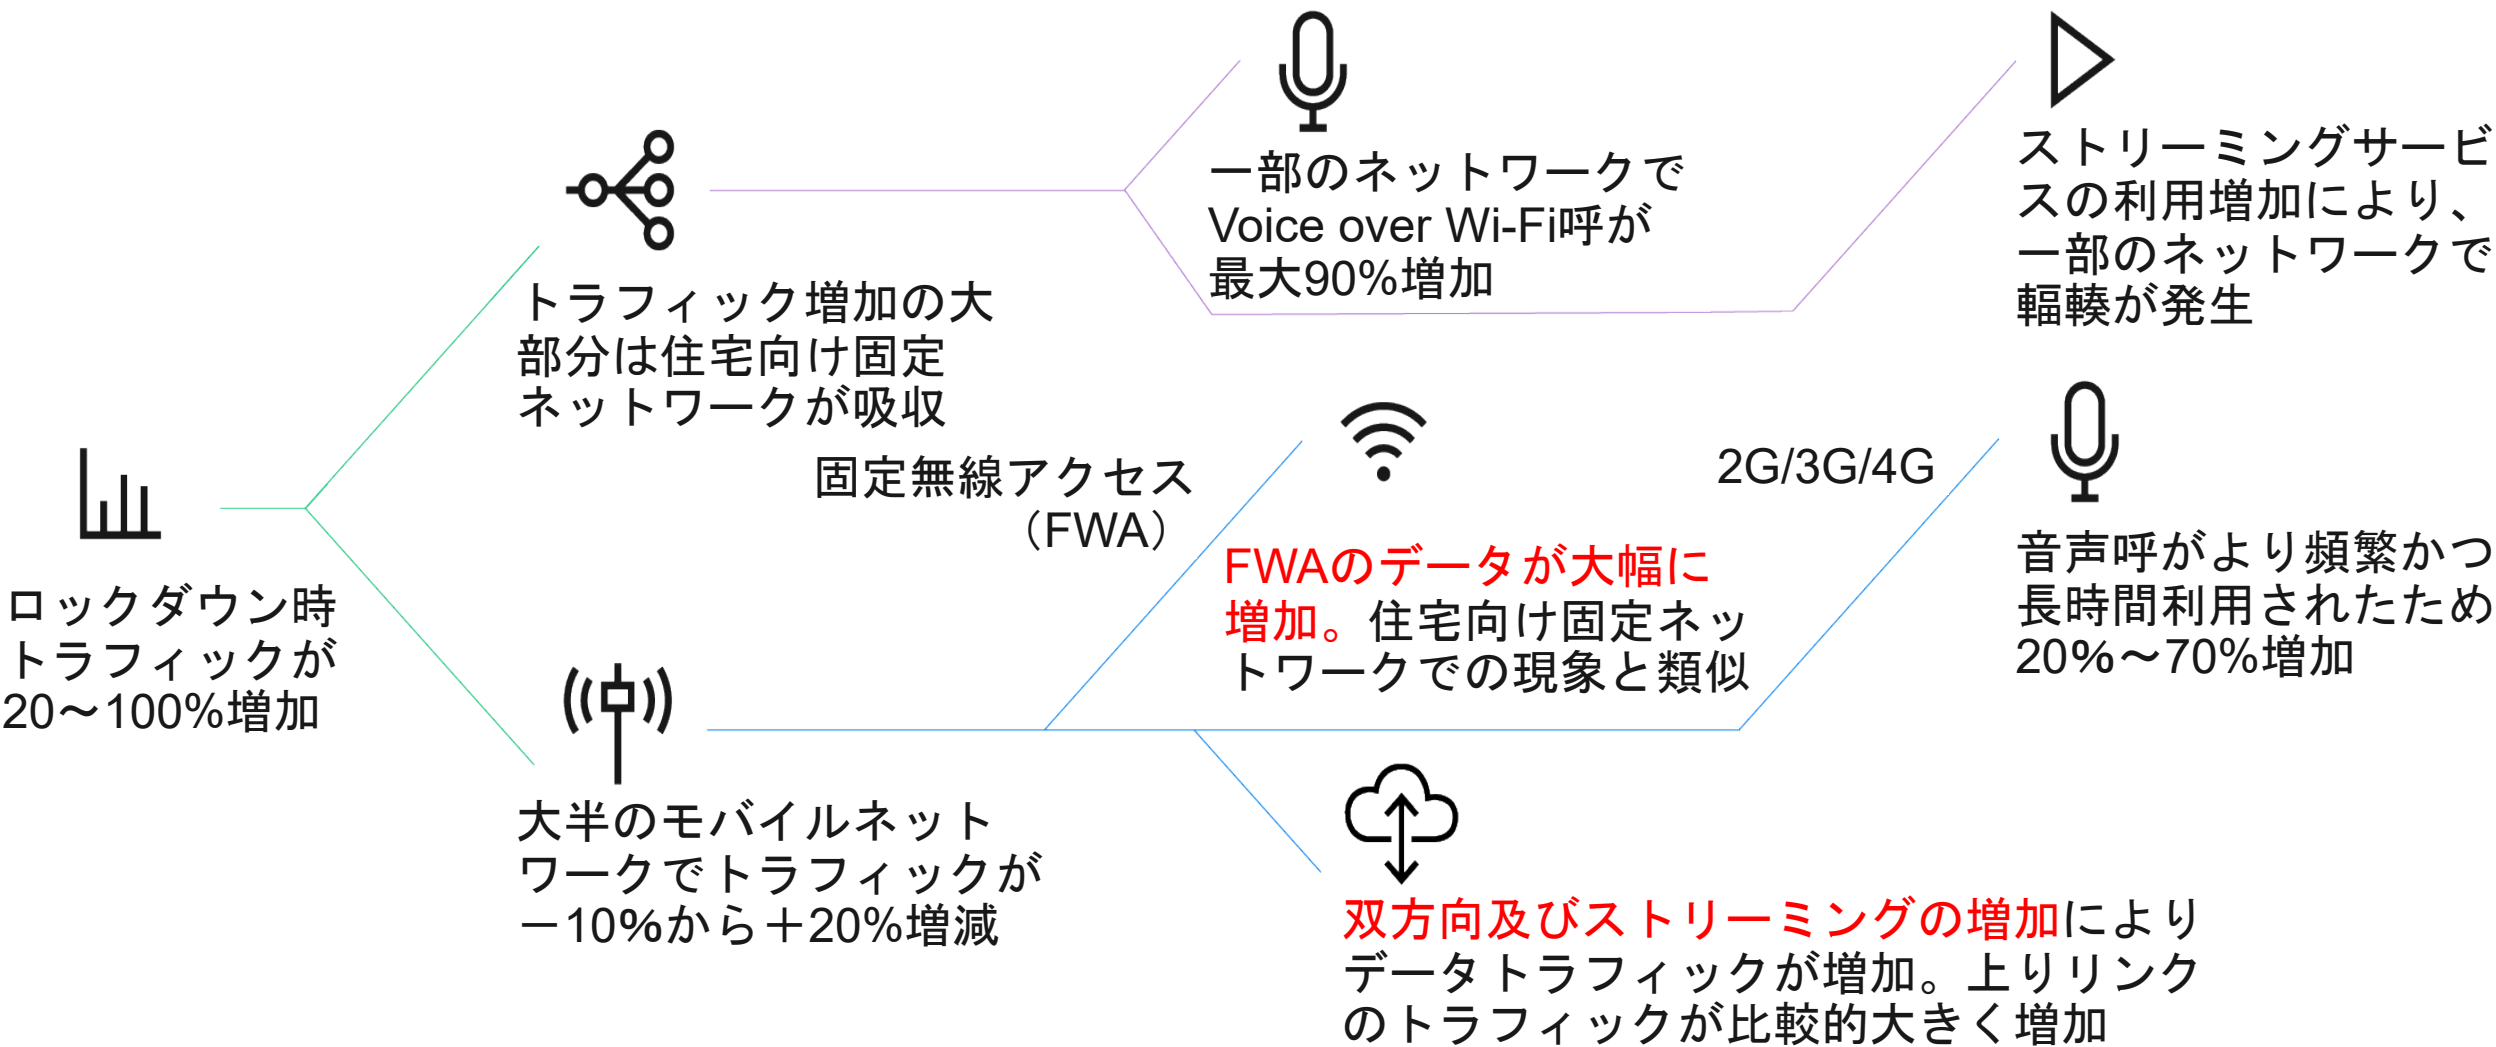 ロックダウン時
トラフィックが
20～100%増加
トラフィック増加の大
部分は住宅向け固定
ネットワークが吸収
一部のネットワークで
Voice over Wi-Fi呼が
最大90%増加
ストリーミングサービ
スの利用増加により、
一部のネットワークで
輻輳が発生
大半のモバイルネット
ワークでトラフィックが
－10%から＋20%増減
固定無線アクセス
（FWA）
FWAのデータが大幅に
増加。住宅向け固定ネッ
トワークでの現象と類似
2G/3G/4G
音声呼がより頻繁かつ
長時間利用されたため
20%～70%増加
双方向及びストリーミングの増加により
データトラフィックが増加。上りリンク
のトラフィックが比較的大きく増加